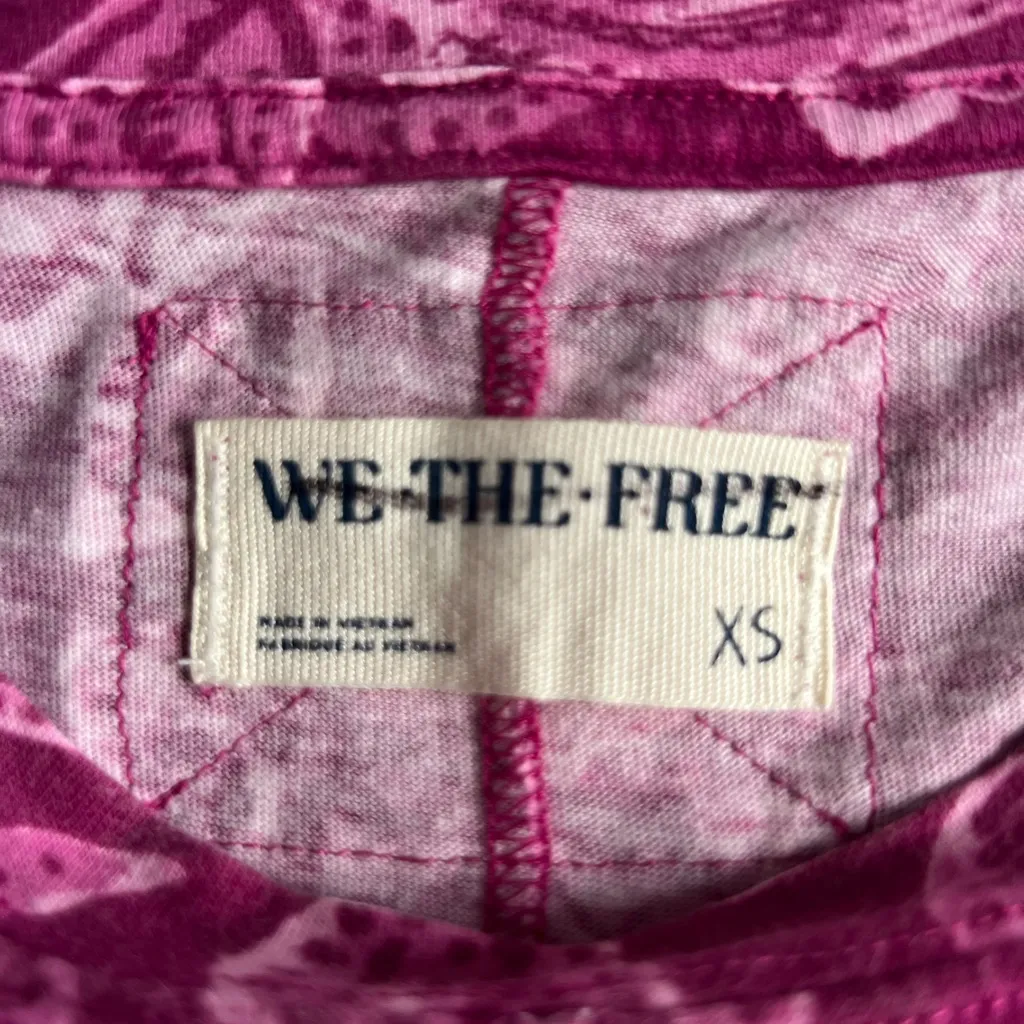 WE·THE·FREE
MADE IN VIETNAM
FABRIQUÉ AU VIETNAM
XS